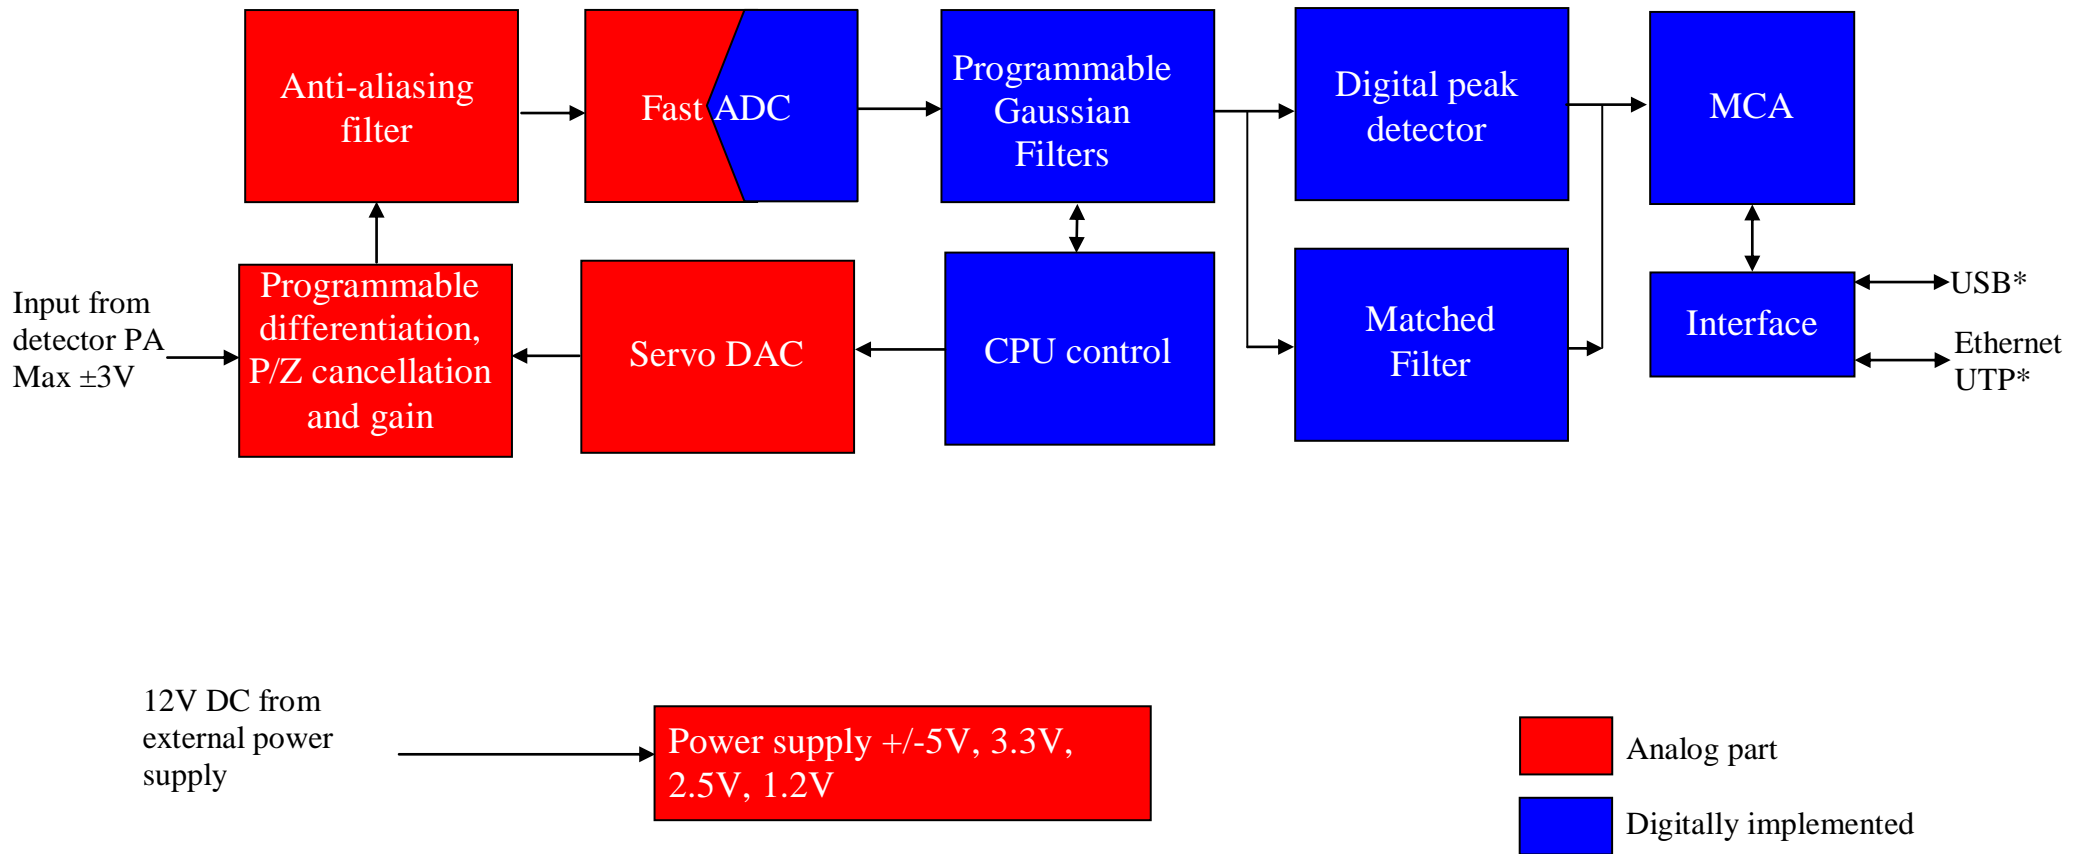 Anti-aliasing
filter
Fast ADC
Programmable
Gaussian
Filters
Digital peak
detector
MCA
Input from
detector PA
Max ±3V
Programmable
differentiation,
P/Z cancellation
and gain
Servo DAC
CPU control
Matched
Filter
Interface
USB*
Ethernet
UTP*
12V DC from
external power
supply
Power supply +/-5V, 3.3V,
2.5V, 1.2V
Analog part
Digitally implemented